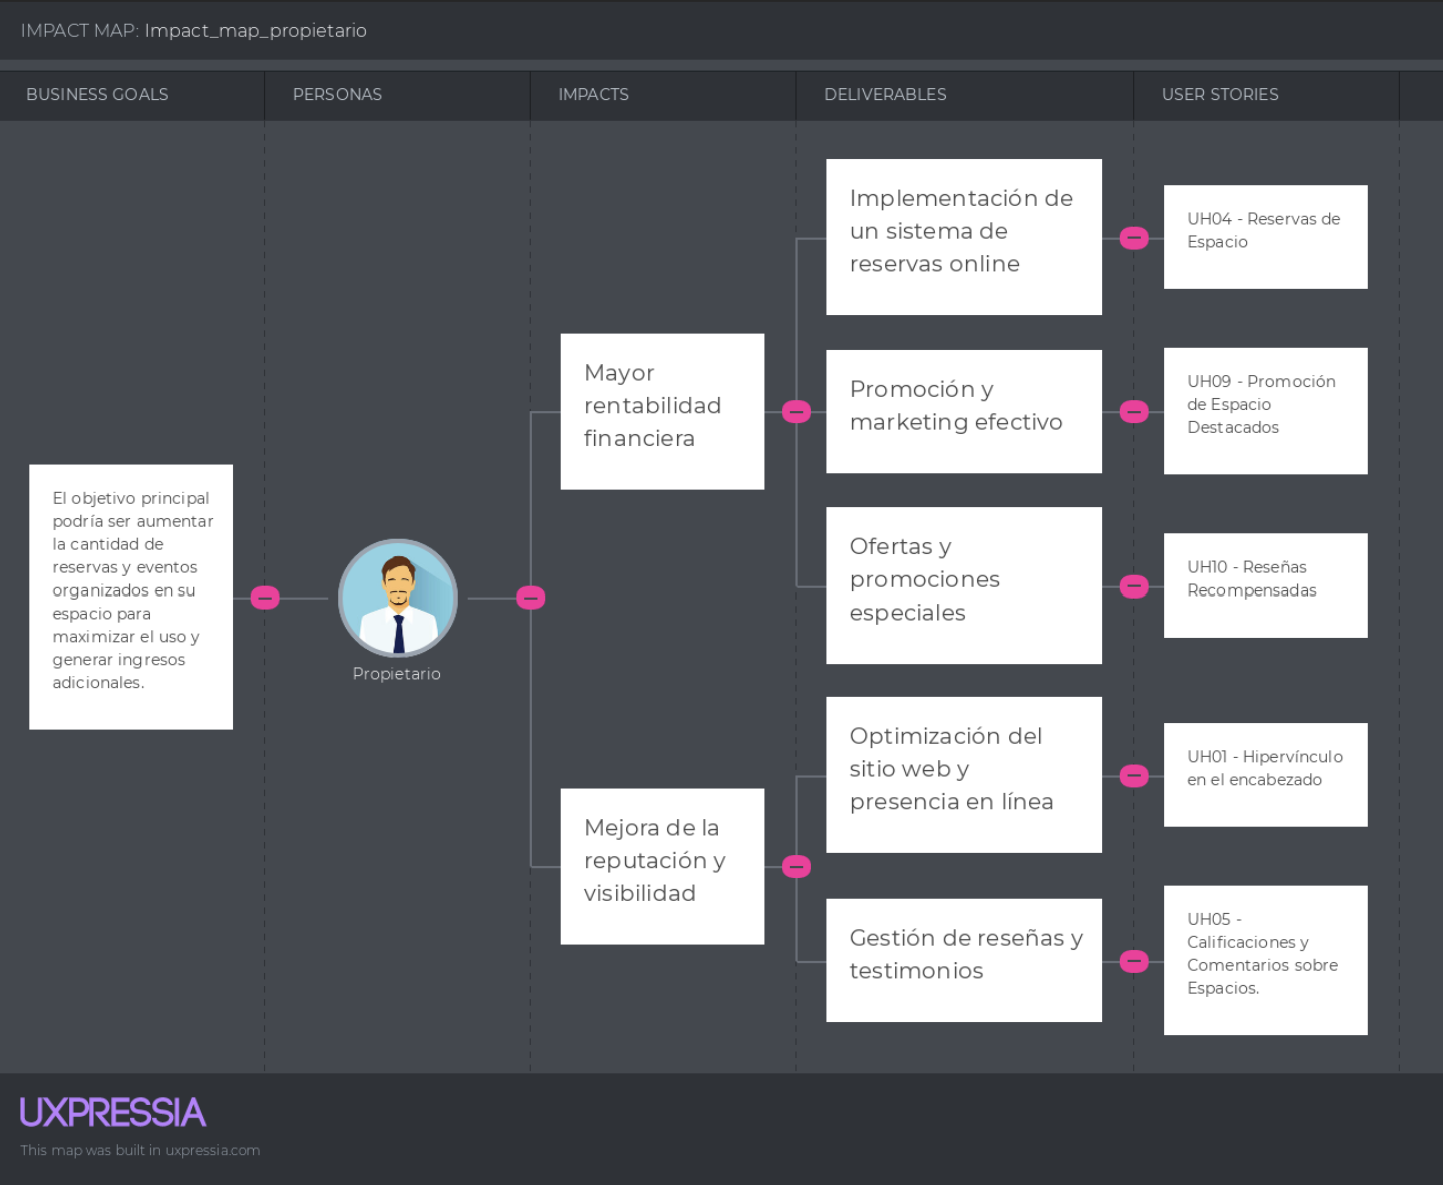 IMPACT MAP: Impact_map_propietario
BUSINESS GOALS
PERSONAS
IMPACTS
DELIVERABLES
USER STORIES
El objetivo principal
podría ser aumentar
la cantidad de
reservas y eventos
organizados en su
espacio para
maximizar el uso y
generar ingresos
adicionales.
Propietario
Mayor
rentabilidad
financiera
Implementación de
un sistema de
reservas online
UH04 - Reservas de
Espacio
Promoción y
marketing efectivo
UH09 - Promoción
de Espacio
Destacados
Ofertas y
promociones
especiales
UH10 - Reseñas
Recompensadas
Mejora de la
reputación y
visibilidad
Optimización del
sitio web y
presencia en línea
UH01 - Hipervínculo
en el encabezado
Gestión de reseñas y
testimonios
UH05 -
Calificaciones y
Comentarios sobre
Espacios.
UXPRESSIA
This map was built in uxpressia.com